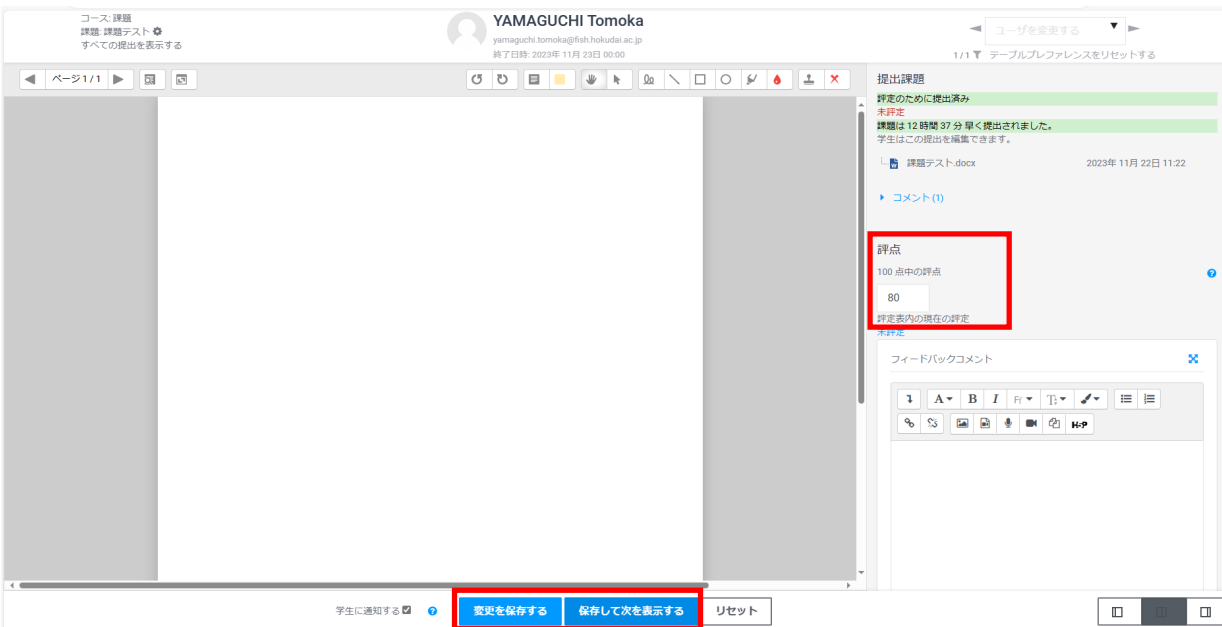 コース: 課題
課題: 課題テスト
すべての提出を表示する
YAMAGUCHI Tomoka
yamaguchi.tomoka@fish.hokudai.ac.jp
終了日時: 2023年 11月 23日 00:00
ユーザを変更する
1 / 1 テーブルプレファレンスをリセットする
ページ 1 / 1
提出課題
評定のために提出済み
未評定
課題は 12 時間 37 分 早く提出されました。
学生はこの提出を編集できます。
課題テスト.docx 2023年 11月 22日 11:22
コメント (1)
評点
100 点中の評点
80
評定表内の現在の評定
未評定
フィードバックコメント
A B I Fr T
H5P
学生に通知する
変更を保存する
保存して次を表示する
リセット